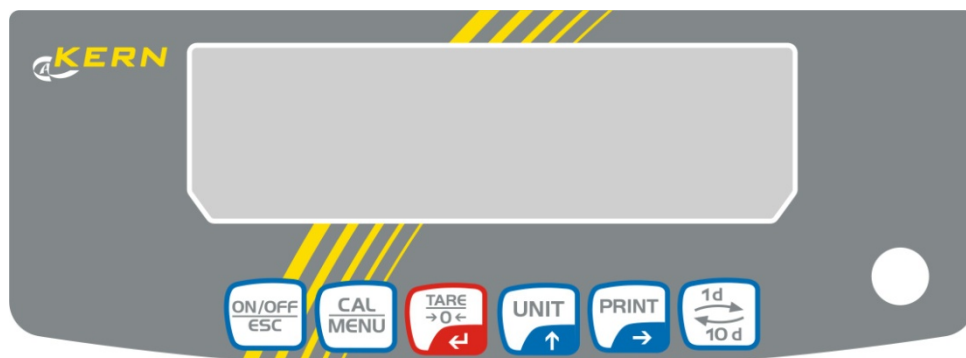 KERN
ON/OFF
ESC
CAL
MENU
TARE
→0←
UNIT
PRINT
1d
10 d